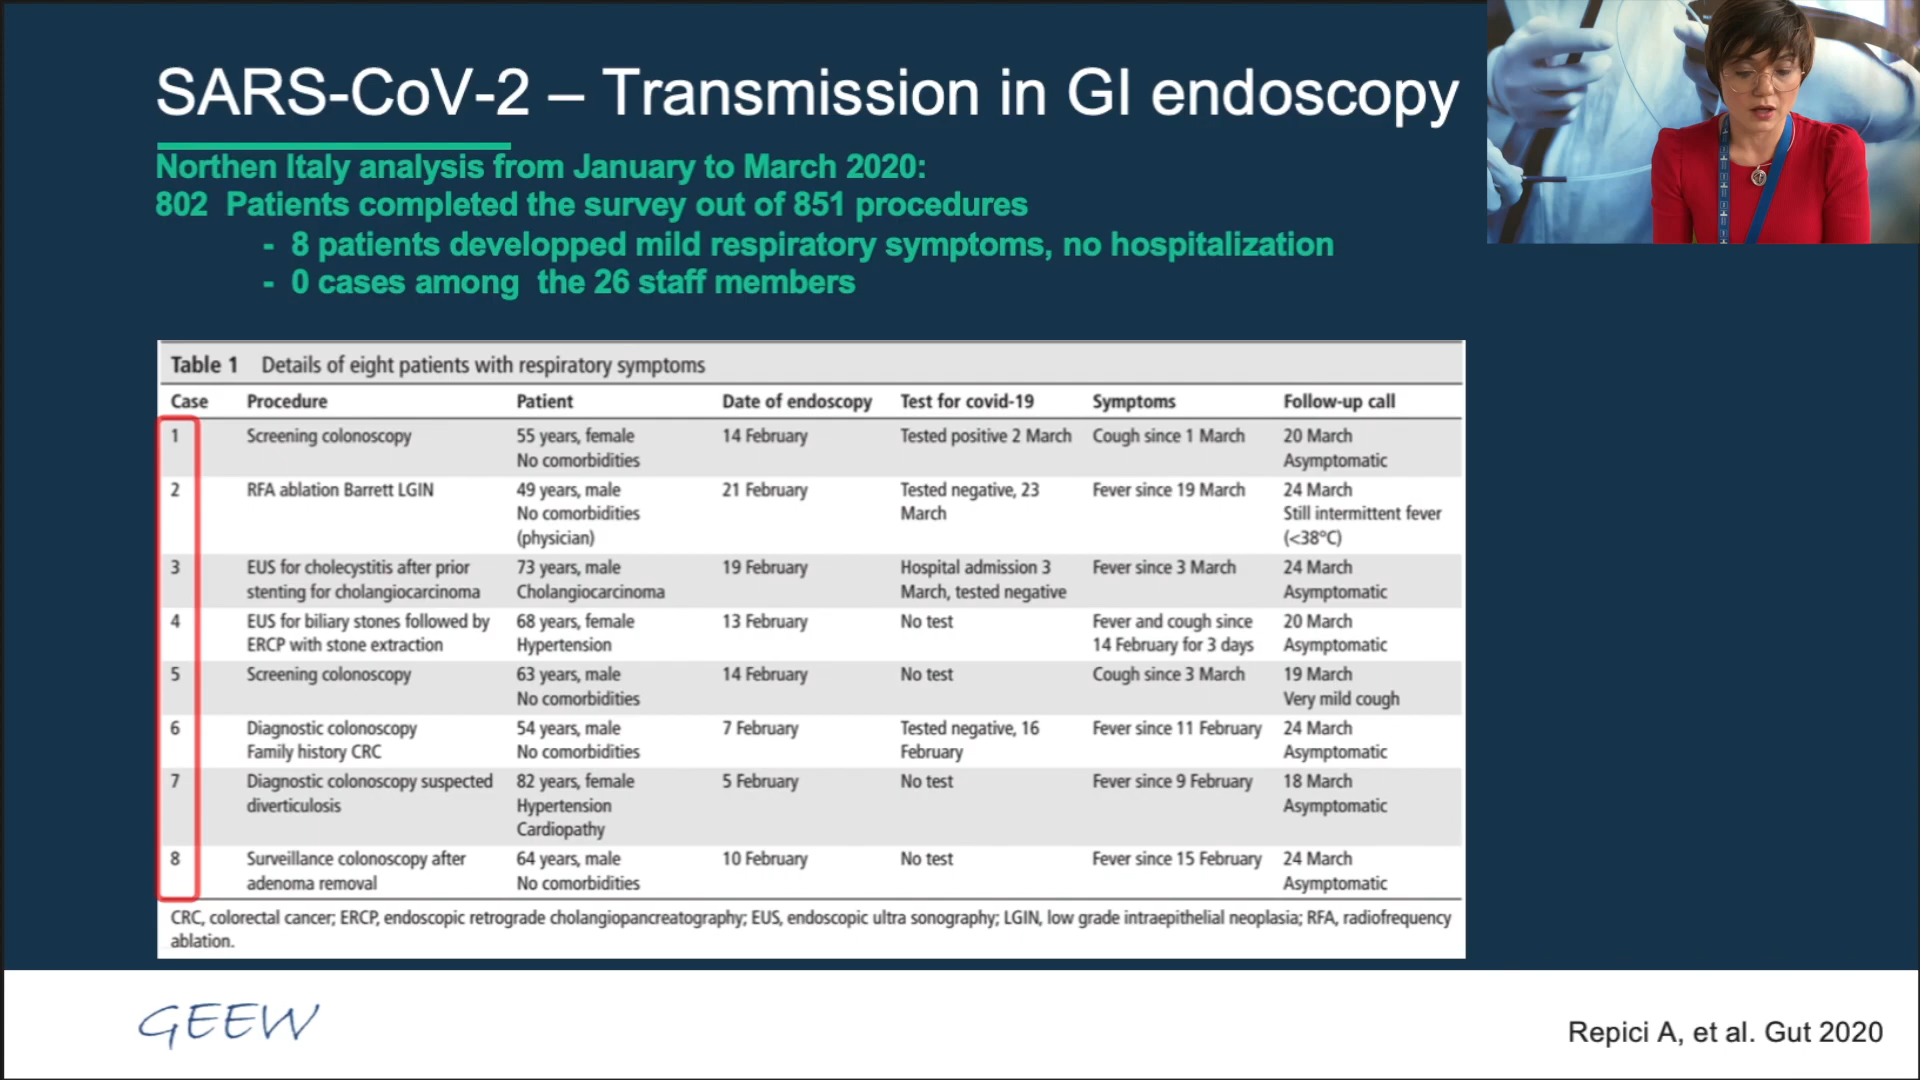 SARS-CoV-2 – Transmission in GI endoscopy
Northen Italy analysis from January to March 2020:
802 Patients completed the survey out of 851 procedures
- 8 patients developped mild respiratory symptoms, no hospitalization
- 0 cases among the 26 staff members
Table 1 Details of eight patients with respiratory symptoms
Case Procedure Patient Date of endoscopy Test for covid-19 Symptoms Follow-up call
1 Screening colonoscopy 55 years, female 14 February Tested positive 2 March Cough since 1 March 20 March
No comorbidities Asymptomatic
2 RFA ablation Barrett LGIN 49 years, male 21 February Tested negative, 23 Fever since 19 March 24 March
No comorbidities March Still intermittent fever
(physician) (<38°C)
3 EUS for cholecystitis after prior 73 years, male 19 February Hospital admission 3 Fever since 3 March 24 March
stenting for cholangiocarcinoma Cholangiocarcinoma March, tested negative Asymptomatic
4 EUS for biliary stones followed by 68 years, female 13 February No test Fever and cough since 20 March
ERCP with stone extraction Hypertension 14 February for 3 days Asymptomatic
5 Screening colonoscopy 63 years, male 14 February No test Cough since 3 March 19 March
No comorbidities Very mild cough
6 Diagnostic colonoscopy 54 years, male 7 February Tested negative, 16 Fever since 11 February 24 March
Family history CRC No comorbidities February Asymptomatic
7 Diagnostic colonoscopy suspected 82 years, female 5 February No test Fever since 9 February 18 March
diverticulosis Hypertension Asymptomatic
Cardiopathy
8 Surveillance colonoscopy after 64 years, male 10 February No test Fever since 15 February 24 March
adenoma removal No comorbidities Asymptomatic
CRC, colorectal cancer; ERCP, endoscopic retrograde cholangiopancreatography; EUS, endoscopic ultra sonography; LGIN, low grade intraepithelial neoplasia; RFA, radiofrequency
ablation.
GEEW
Repici A, et al. Gut 2020